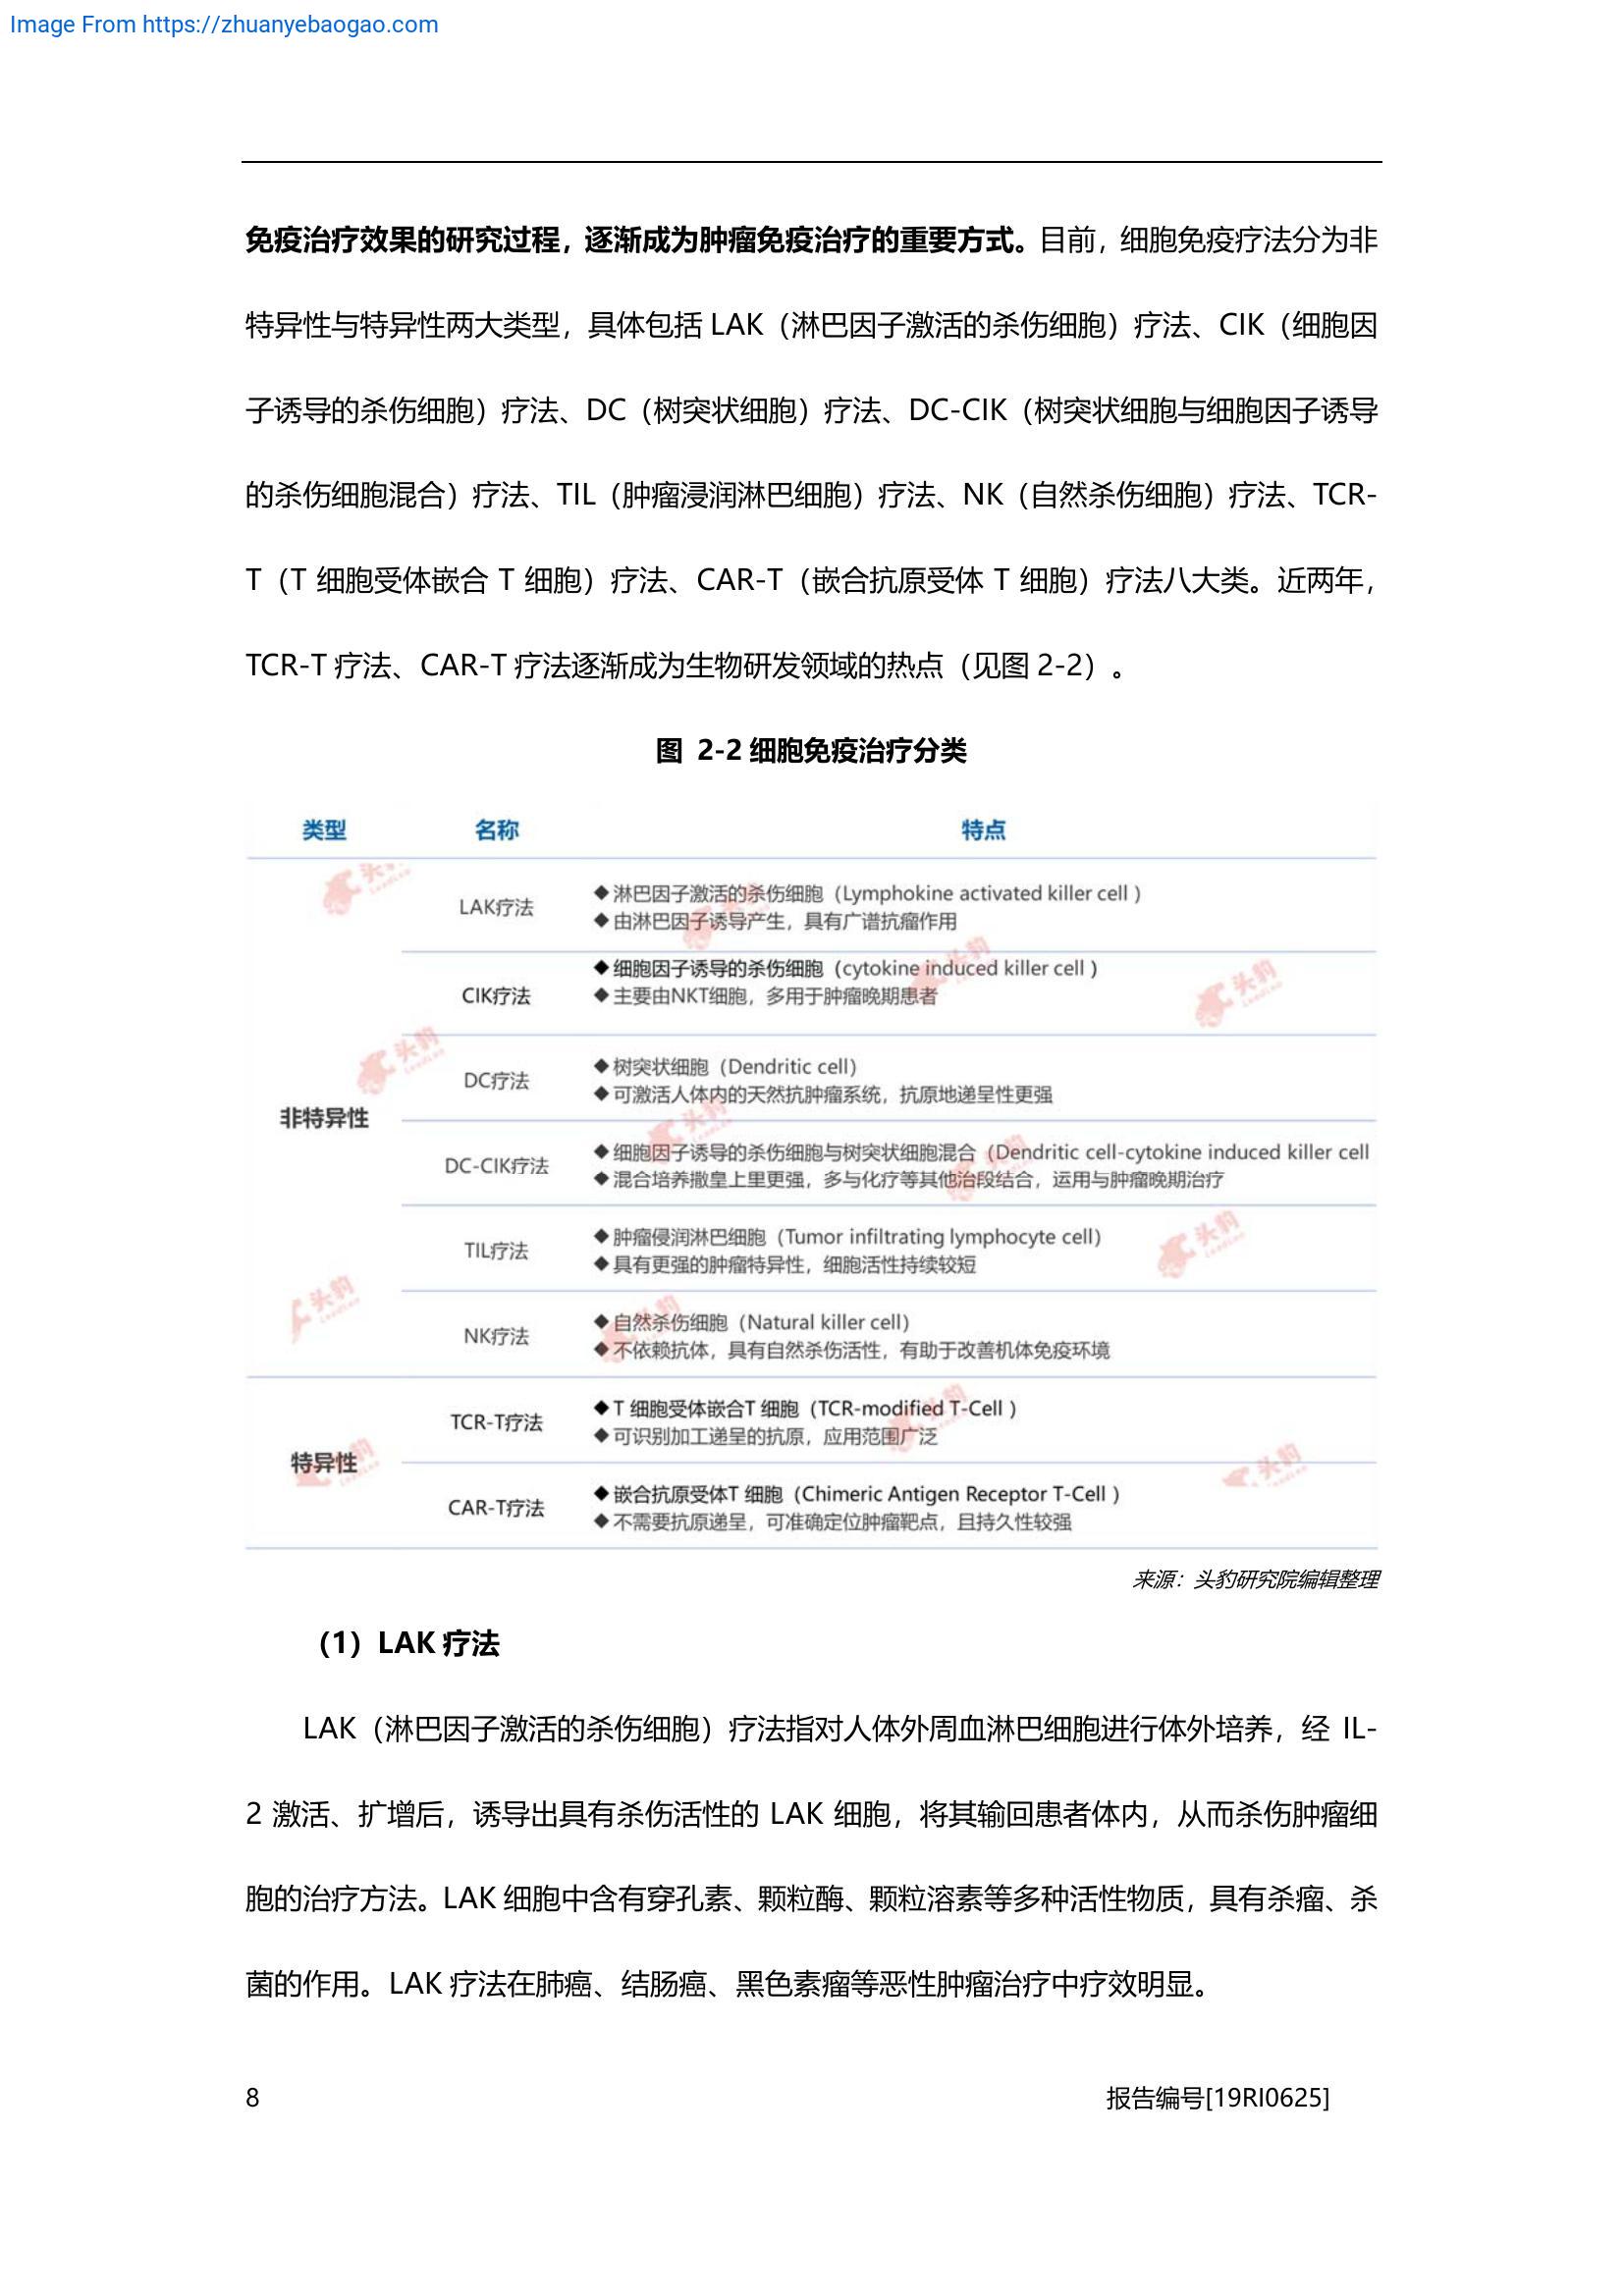 Image From https://zhuanyebaogao.com
免疫治疗效果的研究过程，逐渐成为肿瘤免疫治疗的重要方式。目前，细胞免疫疗法分为非
特异性与特异性两大类型，具体包括 LAK（淋巴因子激活的杀伤细胞）疗法、CIK（细胞因
子诱导的杀伤细胞）疗法、DC（树突状细胞）疗法、DC-CIK（树突状细胞与细胞因子诱导
的杀伤细胞混合）疗法、TIL（肿瘤浸润淋巴细胞）疗法、NK（自然杀伤细胞）疗法、TCR-
T（T 细胞受体嵌合 T 细胞）疗法、CAR-T（嵌合抗原受体 T 细胞）疗法八大类。近两年，
TCR-T 疗法、CAR-T 疗法逐渐成为生物研发领域的热点（见图 2-2）。
图 2-2 细胞免疫治疗分类
类型 名称 特点
非特异性
LAK疗法
◆淋巴因子激活的杀伤细胞（Lymphokine activated killer cell ）
◆由淋巴因子诱导产生，具有广谱抗瘤作用
CIK疗法
◆细胞因子诱导的杀伤细胞（cytokine induced killer cell ）
◆主要由NKT细胞，多用于肿瘤晚期患者
DC疗法
◆树突状细胞（Dendritic cell）
◆可激活人体内的天然抗肿瘤系统，抗原地递呈性更强
DC-CIK疗法
◆细胞因子诱导的杀伤细胞与树突状细胞混合（Dendritic cell-cytokine induced killer cell
◆混合培养撒皇上里更强，多与化疗等其他治段结合，运用与肿瘤晚期治疗
TIL疗法
◆肿瘤侵润淋巴细胞（Tumor infiltrating lymphocyte cell）
◆具有更强的肿瘤特异性，细胞活性持续较短
NK疗法
◆自然杀伤细胞（Natural killer cell）
◆不依赖抗体，具有自然杀伤活性，有助于改善机体免疫环境
特异性
TCR-T疗法
◆T 细胞受体嵌合T 细胞（TCR-modified T-Cell ）
◆可识别加工递呈的抗原，应用范围广泛
CAR-T疗法
◆嵌合抗原受体T 细胞（Chimeric Antigen Receptor T-Cell ）
◆不需要抗原递呈，可准确定位肿瘤靶点，且持久性较强
来源：头豹研究院编辑整理
（1）LAK 疗法
LAK（淋巴因子激活的杀伤细胞）疗法指对人体外周血淋巴细胞进行体外培养，经 IL-
2 激活、扩增后，诱导出具有杀伤活性的 LAK 细胞，将其输回患者体内，从而杀伤肿瘤细
胞的治疗方法。LAK 细胞中含有穿孔素、颗粒酶、颗粒溶素等多种活性物质，具有杀瘤、杀
菌的作用。LAK 疗法在肺癌、结肠癌、黑色素瘤等恶性肿瘤治疗中疗效明显。
8 报告编号[19RI0625]